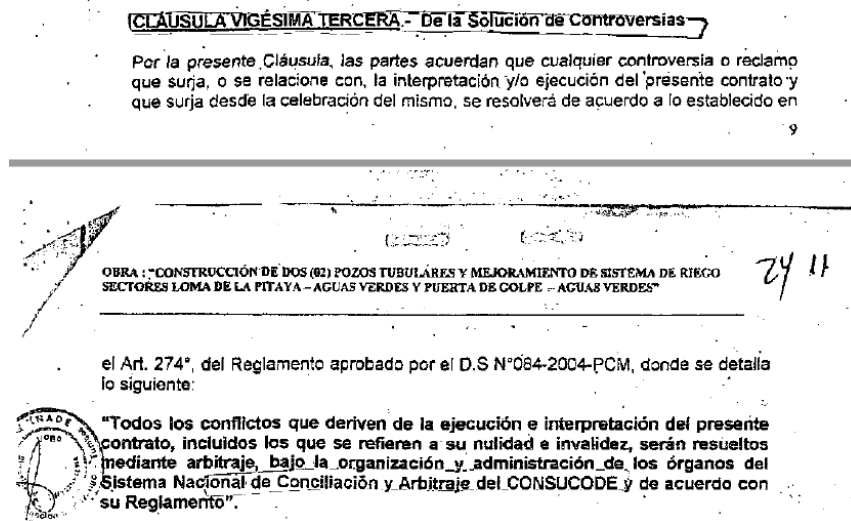 CLÁUSULA VIGÉSIMA TERCERA.- De la Solución de Controversias
Por la presente Cláusula, las partes acuerdan que cualquier controversia o reclamo
que surja, o se relacione con, la interpretación y/o ejecución del presente contrato y
que surja desde la celebración del mismo, se resolverá de acuerdo a lo establecido en
9
OBRA : "CONSTRUCCIÓN DE DOS (02) POZOS TUBULARES Y MEJORAMIENTO DE SISTEMA DE RIEGO
SECTORES LOMA DE LA PITAYA – AGUAS VERDES Y PUERTA DE GOLPE – AGUAS VERDES"
el Art. 274°, del Reglamento aprobado por el D.S N°084-2004-PCM, donde se detalla
lo siguiente:
"Todos los conflictos que deriven de la ejecución e interpretación del presente
contrato, incluidos los que se refieren a su nulidad e invalidez, serán resueltos
mediante arbitraje, bajo la organización y administración de los órganos del
Sistema Nacional de Conciliación y Arbitraje del CONSUCODE y de acuerdo con
su Reglamento".